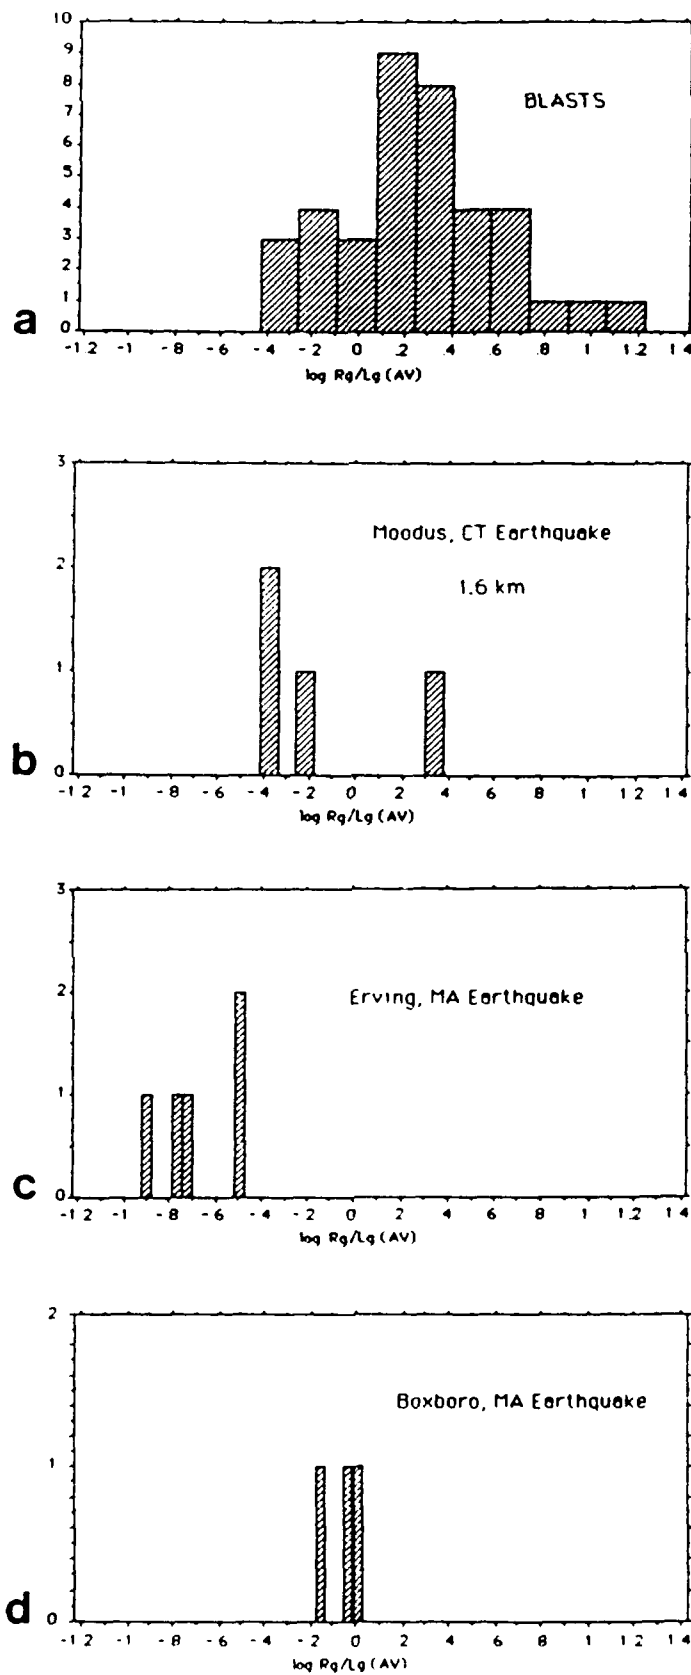 10
9
8
7
6
5
4
3
2
1
0
BLASTS
a
-1.2 -1 -.8 -.6 -.4 -.2 0 .2 .4 .6 .8 1 1.2 1.4
log Rg/Lg (AV)
3
2
1
0
Moodus, CT Earthquake
1.6 km
b
-1.2 -1 -.8 -.6 -.4 -.2 0 .2 .4 .6 .8 1 1.2 1.4
log Rg/Lg (AV)
3
2
1
0
Erving, MA Earthquake
c
-1.2 -1 -.8 -.6 -.4 -.2 0 .2 .4 .6 .8 1 1.2 1.4
log Rg/Lg (AV)
2
1
0
Boxboro, MA Earthquake
d
-1.2 -1 -.8 -.6 -.4 -.2 0 .2 .4 .6 .8 1 1.2 1.4
log Rg/Lg (AV)